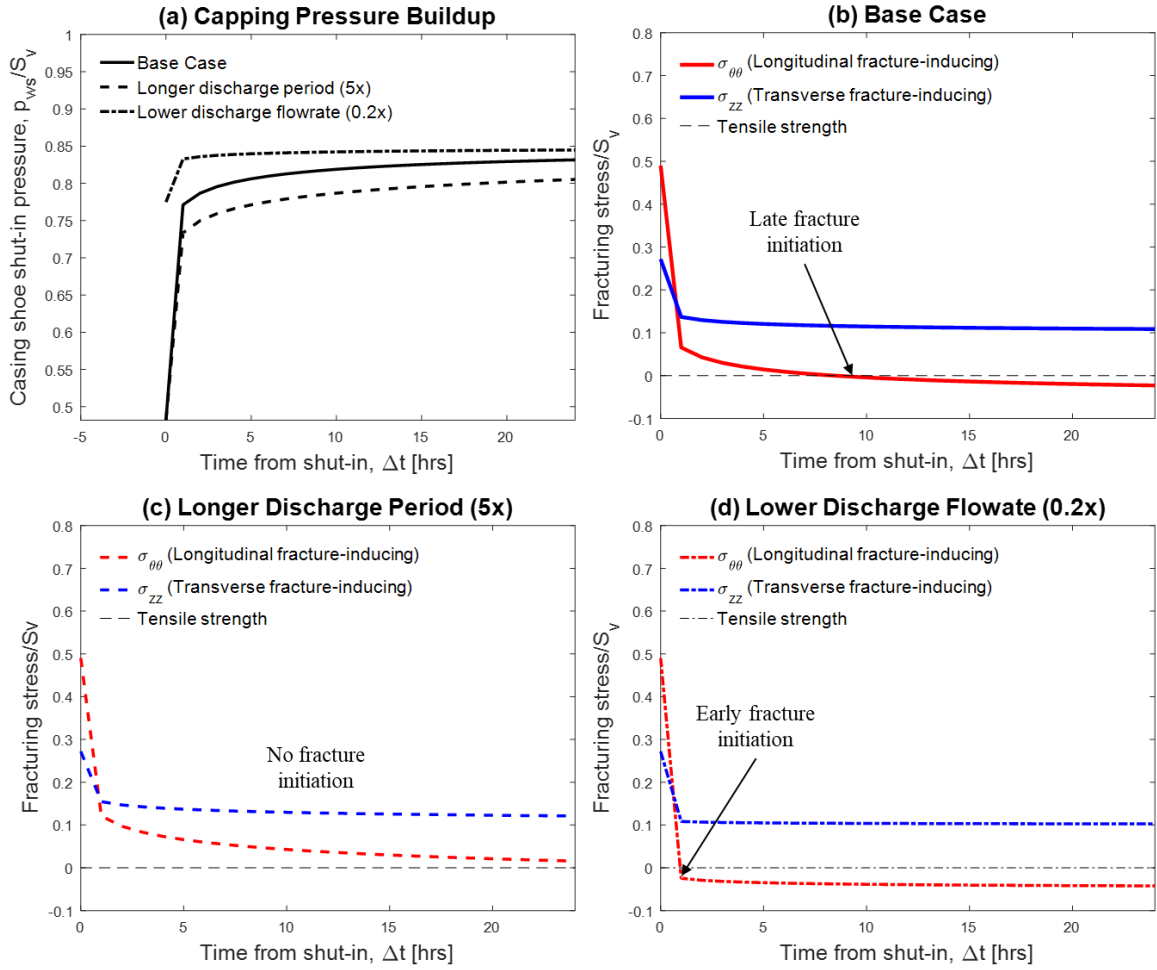 (a) Capping Pressure Buildup
Casing shoe shut-in pressure, p_ws/S_v
1
0.95
0.9
0.85
0.8
0.75
0.7
0.65
0.6
0.55
0.5
Base Case
Longer discharge period (5x)
Lower discharge flowrate (0.2x)
-5
0
5
10
15
20
Time from shut-in, Δt [hrs]
(b) Base Case
Fracturing stress/S_v
0.8
0.7
0.6
0.5
0.4
0.3
0.2
0.1
0
-0.1
σ_θθ (Longitudinal fracture-inducing)
σ_zz (Transverse fracture-inducing)
Tensile strength
Late fracture
initiation
0
5
10
15
20
Time from shut-in, Δt [hrs]
(c) Longer Discharge Period (5x)
Fracturing stress/Sv
0.8
0.7
0.6
0.5
0.4
0.3
0.2
0.1
0
-0.1
σ_θθ (Longitudinal fracture-inducing)
σ_zz (Transverse fracture-inducing)
Tensile strength
No fracture
initiation
0
5
10
15
20
Time from shut-in, Δt [hrs]
(d) Lower Discharge Flowate (0.2x)
Fracturing stress/S_v
0.8
0.7
0.6
0.5
0.4
0.3
0.2
0.1
0
-0.1
σ_θθ (Longitudinal fracture-inducing)
σ_zz (Transverse fracture-inducing)
Tensile strength
Early fracture
initiation
0
5
10
15
20
Time from shut-in, Δt [hrs]